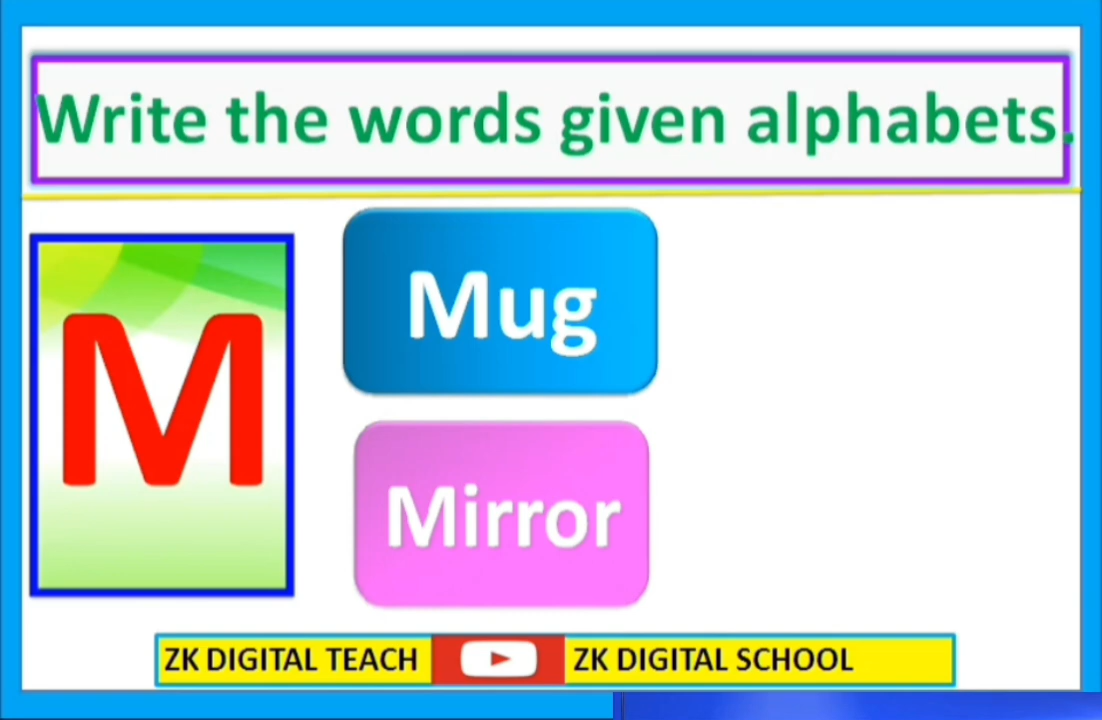 Write the words given alphabets.
M
Mug
Mirror
ZK DIGITAL TEACH ZK DIGITAL SCHOOL